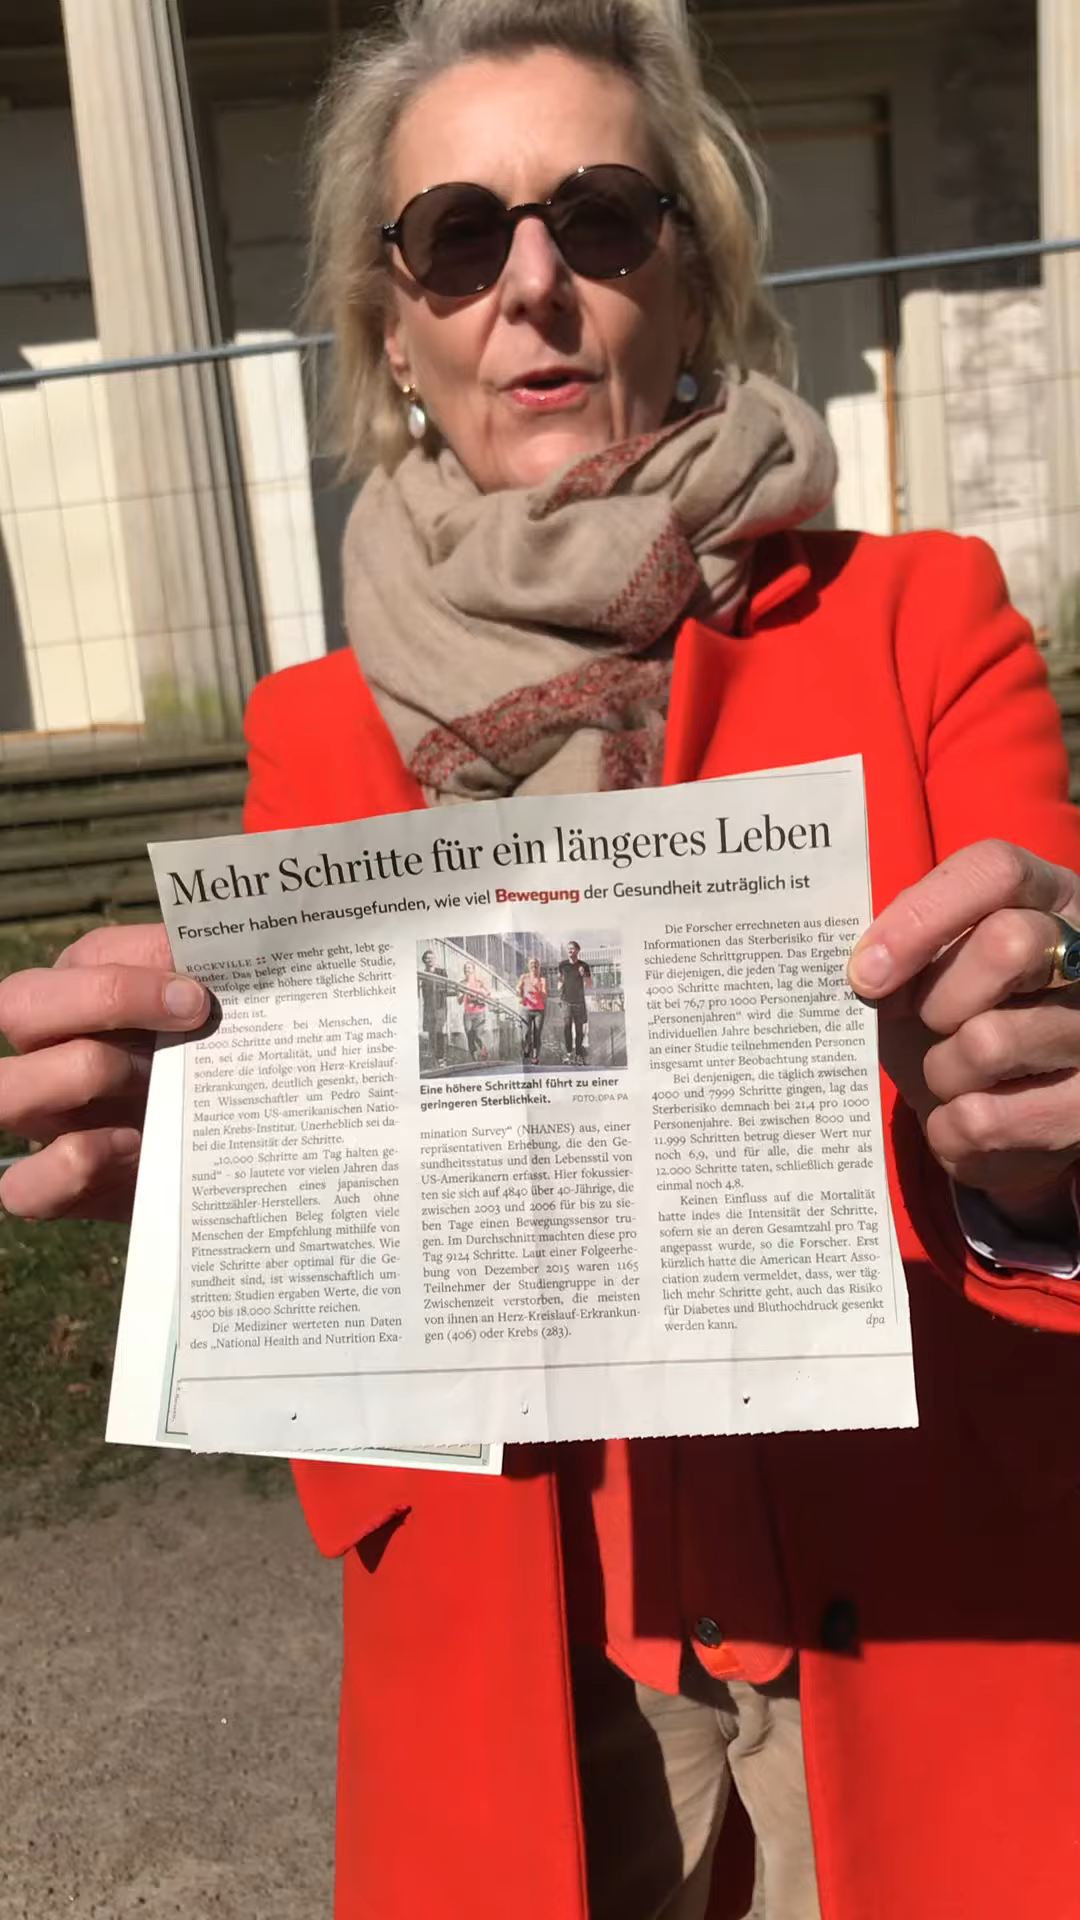 Mehr Schritte für ein längeres Leben
Forscher haben herausgefunden, wie viel Bewegung der Gesundheit zuträglich ist
ROCKVILLE :: Wer mehr geht, lebt ge-
sünder. Das belegt eine aktuelle Studie,
zufolge eine höhere tägliche Schritt-
mit einer geringeren Sterblichkeit
nden ist.
Insbesondere bei Menschen, die
12.000 Schritte und mehr am Tag mach-
ten, sei die Mortalität, und hier insbe-
sondere die infolge von Herz-Kreislauf-
Erkrankungen, deutlich gesenkt, berich-
ten Wissenschaftler um Pedro Saint-
Maurice vom US-amerikanischen Natio-
nalen Krebs-Institut. Unerheblich sei da-
bei die Intensität der Schritte.
„10.000 Schritte am Tag halten ge-
sund“ – so lautete vor vielen Jahren das
Werbeversprechen eines japanischen
Schrittzähler-Herstellers. Auch ohne
wissenschaftlichen Beleg folgten viele
Menschen der Empfehlung mithilfe von
Fitnesstrackern und Smartwatches. Wie
viele Schritte aber optimal für die Ge-
sundheit sind, ist wissenschaftlich um-
stritten: Studien ergaben Werte, die von
4500 bis 18.000 Schritte reichen.
Die Mediziner werteten nun Daten
des „National Health and Nutrition Exa-
Eine höhere Schrittzahl führt zu einer
geringeren Sterblichkeit. FOTO: DPA PA
mination Survey“ (NHANES) aus, einer
repräsentativen Erhebung, die den Ge-
sundheitsstatus und den Lebensstil von
US-Amerikanern erfasst. Hier fokussier-
ten sie sich auf 4840 über 40-Jährige, die
zwischen 2003 und 2006 für bis zu sie-
ben Tage einen Bewegungssensor tru-
gen. Im Durchschnitt machten diese pro
Tag 9124 Schritte. Laut einer Folgeerhe-
bung von Dezember 2015 waren 1165
Teilnehmer der Studiengruppe in der
Zwischenzeit verstorben, die meisten
von ihnen an Herz-Kreislauf-Erkrankun-
gen (406) oder Krebs (283).
Die Forscher errechneten aus diesen
Informationen das Sterberisiko für ver-
schiedene Schrittgruppen. Das Ergebni
Für diejenigen, die jeden Tag weniger
4000 Schritte machten, lag die Morta
tät bei 76,7 pro 1000 Personenjahre. Mi
„Personenjahren“ wird die Summe der
individuellen Jahre beschrieben, die alle
an einer Studie teilnehmenden Personen
insgesamt unter Beobachtung standen.
Bei denjenigen, die täglich zwischen
4000 und 7999 Schritte gingen, lag das
Sterberisiko demnach bei 21,4 pro 1000
Personenjahre. Bei zwischen 8000 und
11.999 Schritten betrug dieser Wert nur
noch 6,9, und für alle, die mehr als
12.000 Schritte taten, schließlich gerade
einmal noch 4,8.
Keinen Einfluss auf die Mortalität
hatte indes die Intensität der Schritte,
sofern sie an deren Gesamtzahl pro Tag
angepasst wurde, so die Forscher. Erst
kürzlich hatte die American Heart Asso-
ciation zudem vermeldet, dass, wer täg-
lich mehr Schritte geht, auch das Risiko
für Diabetes und Bluthochdruck gesenkt
werden kann. dpa